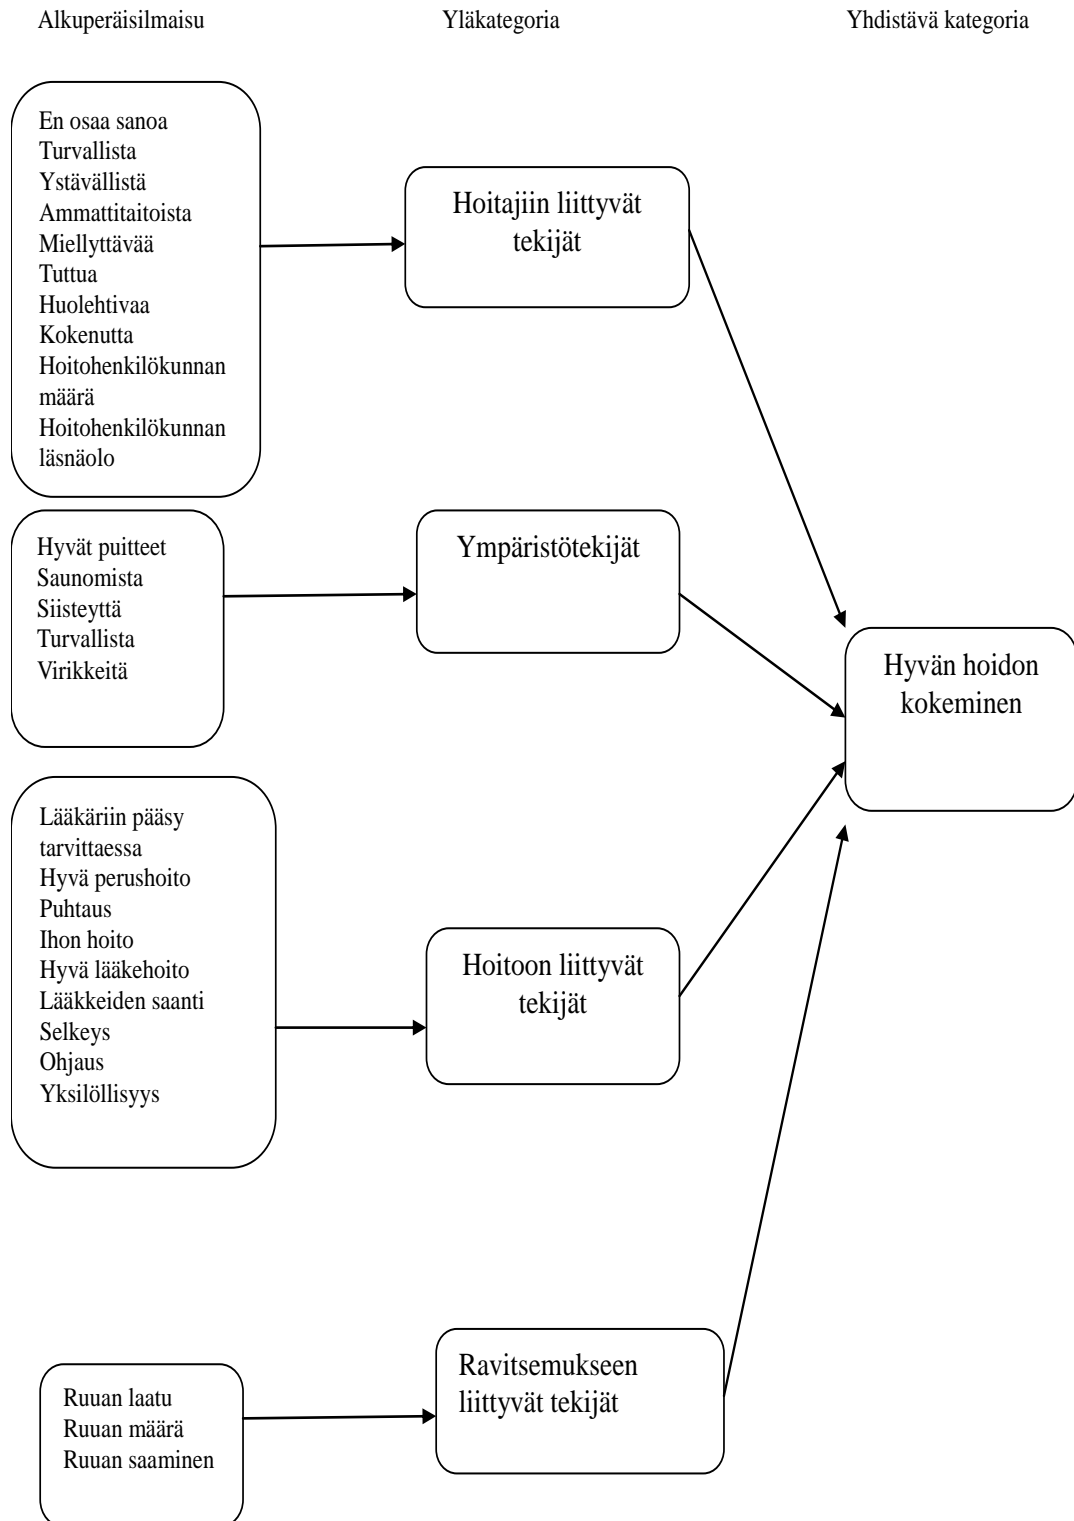 Alkuperäisilmaisu
Yläkategoria
Yhdistävä kategoria
En osaa sanoa
Turvallista
Ystävällistä
Ammattitaitoista
Miellyttävää
Tuttua
Huolehtivaa
Kokenutta
Hoitohenkilökunnan
määrä
Hoitohenkilökunnan
läsnäolo
Hoitajiin liittyvät
tekijät
Hyvät puitteet
Saunomista
Siisteyttä
Turvallista
Virikkeitä
Ympäristötekijät
Hyvän hoidon
kokeminen
Lääkäriin pääsy
tarvittaessa
Hyvä perushoito
Puhtaus
Ihon hoito
Hyvä lääkehoito
Lääkkeiden saanti
Selkeys
Ohjaus
Yksilöllisyys
Hoitoon liittyvät
tekijät
Ruuan laatu
Ruuan määrä
Ruuan saaminen
Ravitsemukseen
liittyvät tekijät